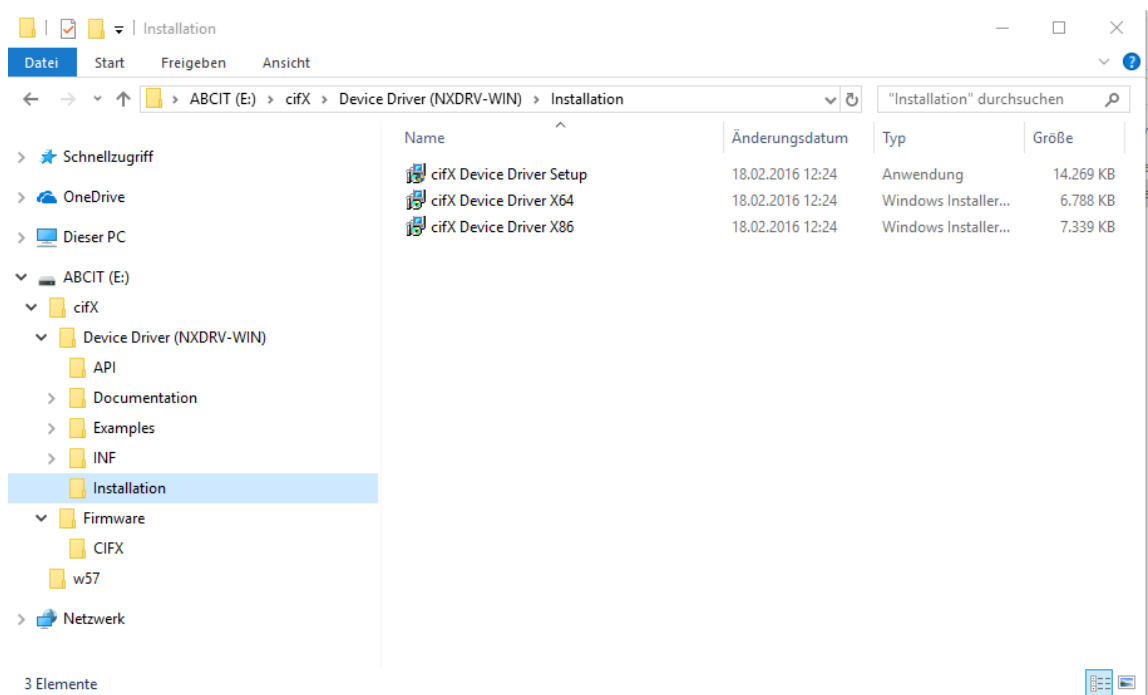 Installation
Datei Start Freigeben Ansicht
ABCIT (E:) > cifX > Device Driver (NXDRV-WIN) > Installation
"Installation" durchsuchen
Schnellzugriff
OneDrive
Dieser PC
ABCIT (E:)
cifX
Device Driver (NXDRV-WIN)
API
Documentation
Examples
INF
Installation
Firmware
CIFX
w57
Netzwerk
Name Änderungsdatum Typ Größe
cifX Device Driver Setup 18.02.2016 12:24 Anwendung 14.269 KB
cifX Device Driver X64 18.02.2016 12:24 Windows Installer... 6.788 KB
cifX Device Driver X86 18.02.2016 12:24 Windows Installer... 7.339 KB
3 Elemente